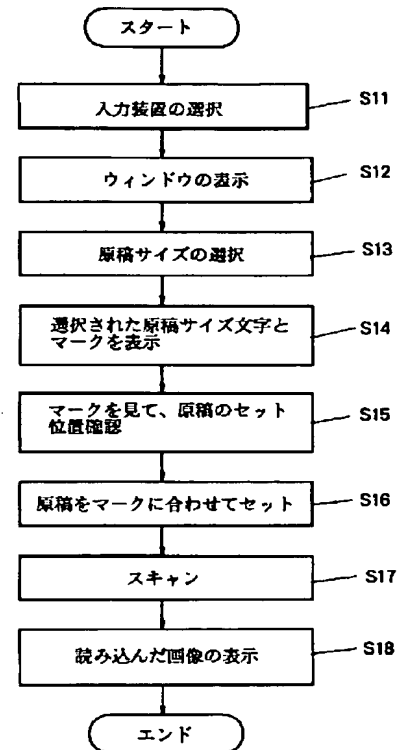 スタート
入力装置の選択
S11
ウィンドウの表示
S12
原稿サイズの選択
S13
選択された原稿サイズ文字と
マークを表示
S14
マークを見て、原稿のセット
位置確認
S15
原稿をマークに合わせてセット
S16
スキャン
S17
読み込んだ画像の表示
S18
エンド